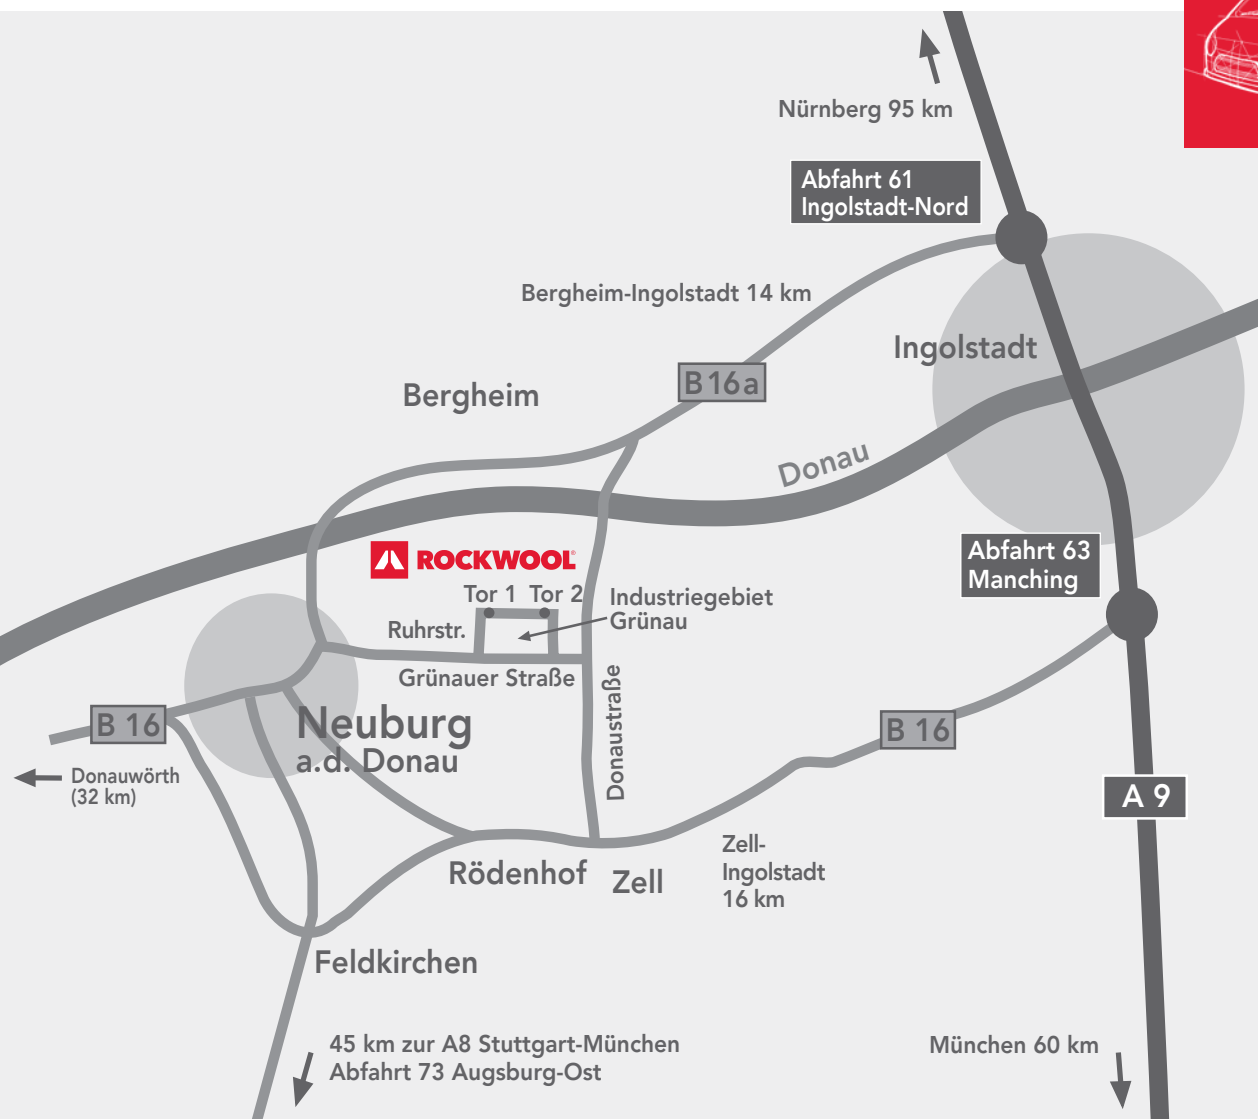 Nürnberg 95 km
Abfahrt 61
Ingolstadt-Nord
Bergheim-Ingolstadt 14 km
Ingolstadt
B 16a
Bergheim
Donau
Abfahrt 63
Manching
ROCKWOOL®
Tor 1 Tor 2
Industriegebiet
Grünau
Ruhrstr.
Grünauer Straße
Donaustraße
Neuburg
a.d. Donau
B 16
B 16
Donauwörth
(32 km)
A 9
Zell-
Ingolstadt
16 km
Rödenhof
Zell
Feldkirchen
45 km zur A8 Stuttgart-München
Abfahrt 73 Augsburg-Ost
München 60 km